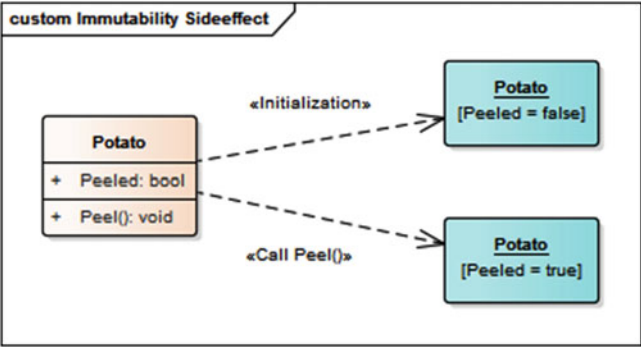 custom Immutability Sideeffect
«Initialization»
Potato
[Peeled = false]
Potato
+ Peeled: bool
+ Peel(): void
«Call Peel()»
Potato
[Peeled = true]